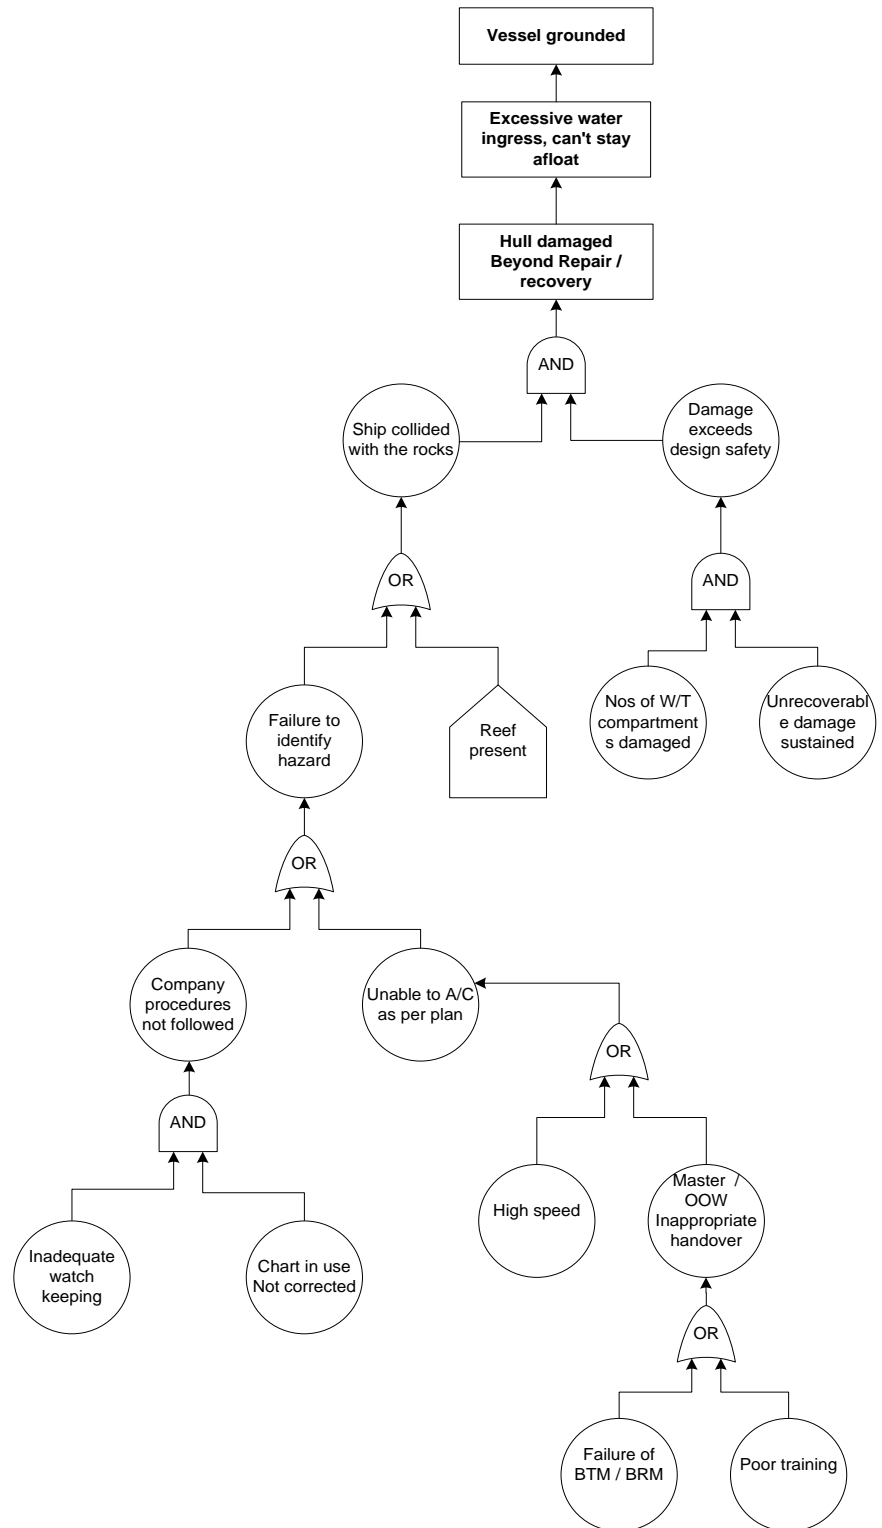 Vessel grounded
Excessive water
ingress, can't stay
afloat
Hull damaged
Beyond Repair /
recovery
AND
Ship collided
with the rocks
Damage
exceeds
design safety
OR
AND
Failure to
identify
hazard
Reef
present
Nos of W/T
compartment
s damaged
Unrecoverabl
e damage
sustained
OR
Company
procedures
not followed
Unable to A/C
as per plan
OR
AND
High speed
Master /
OOW
Inappropriate
handover
Inadequate
watch
keeping
Chart in use
Not corrected
OR
Failure of
BTM / BRM
Poor training